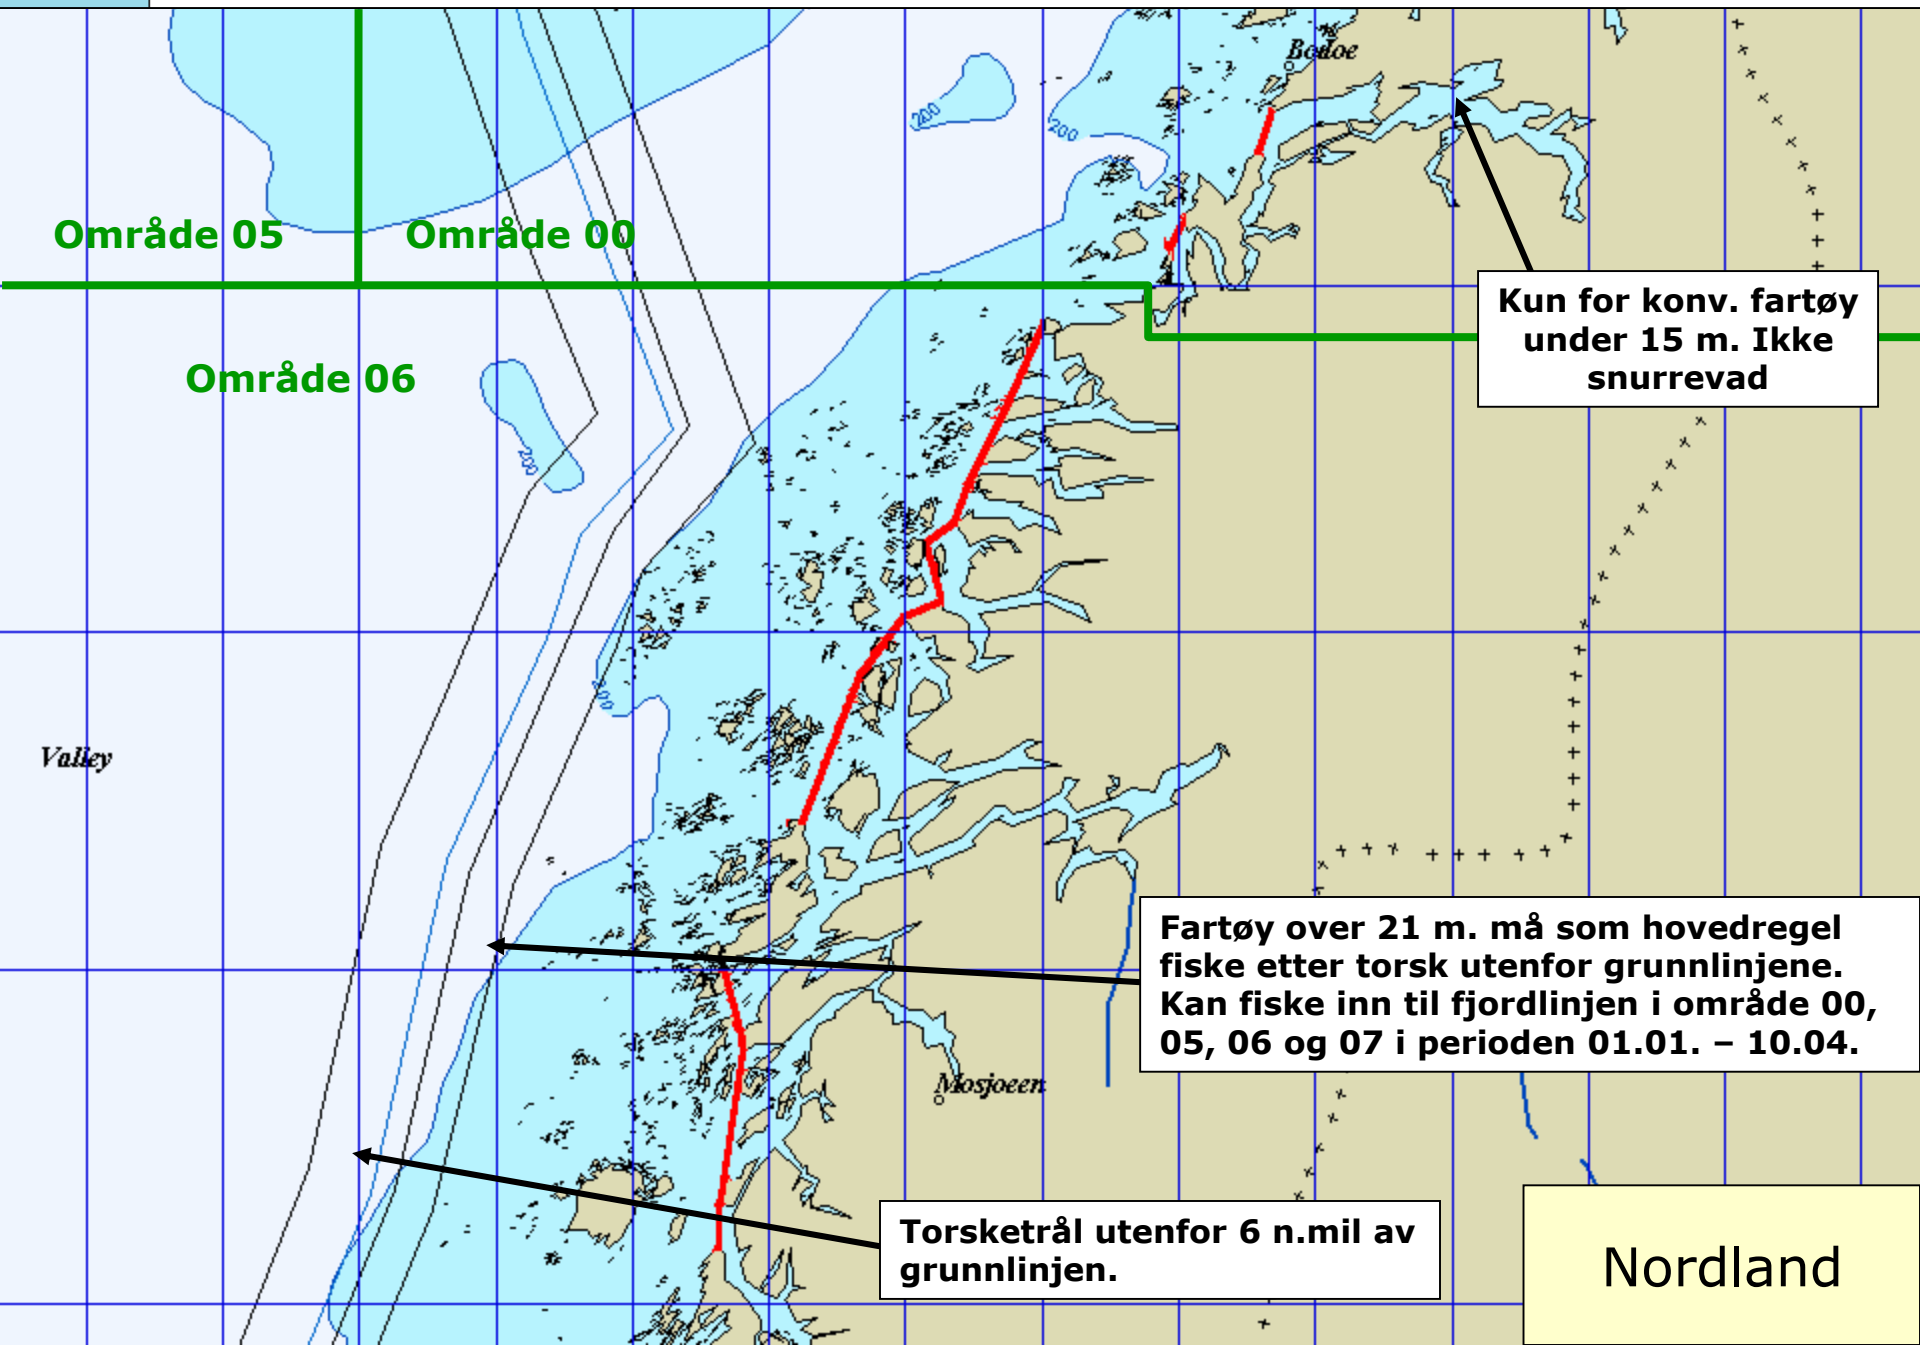 Bodoe
200
200
Område 05
Område 00
Kun for konv. fartøy
under 15 m. Ikke
snurrevad
Område 06
200
200
Valley
Fartøy over 21 m. må som hovedregel
fiske etter torsk utenfor grunnlinjene.
Kan fiske inn til fjordlinjen i område 00,
05, 06 og 07 i perioden 01.01. – 10.04.
Mosjoeen
Torsketrål utenfor 6 n.mil av
grunnlinjen.
Nordland